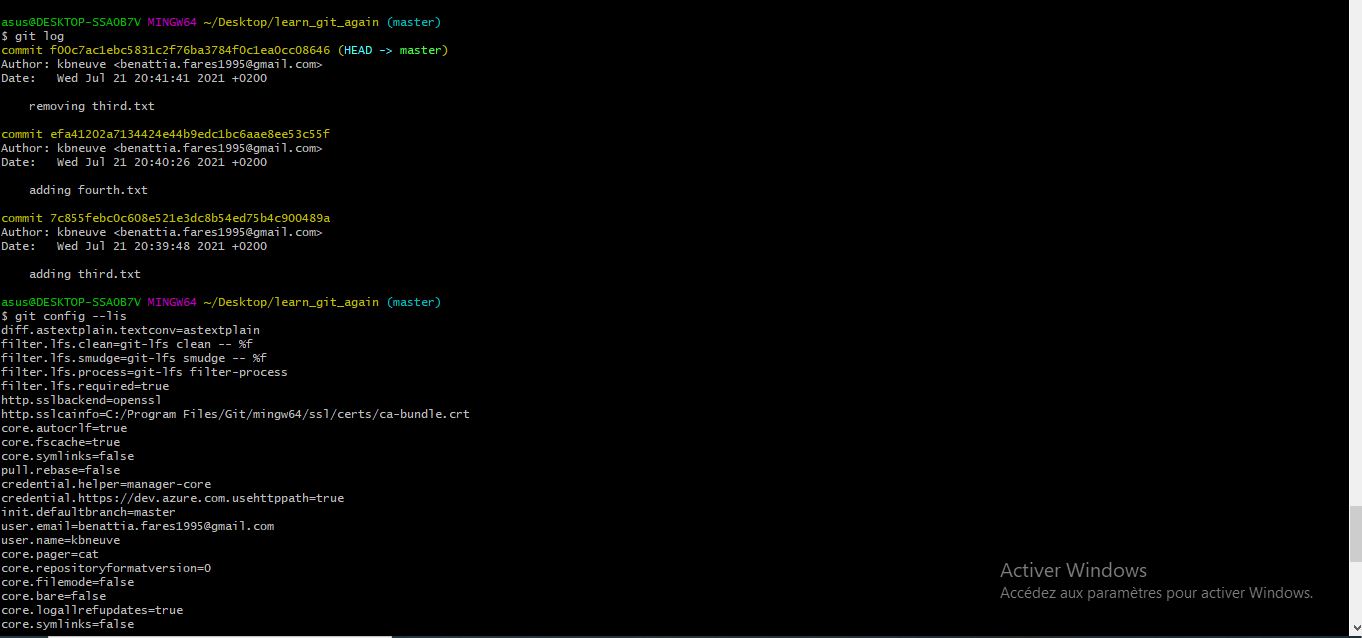 asus@DESKTOP-SSAOB7V MINGW64 ~/Desktop/learn_git_again (master)
$ git log
commit f00c7ac1ebc5831c2f76ba3784f0c1ea0cc08646 (HEAD -> master)
Author: kbneuve <benattia.fares1995@gmail.com>
Date:   Wed Jul 21 20:41:41 2021 +0200
    removing third.txt
commit efa41202a7134424e44b9edc1bc6aae8ee53c55f
Author: kbneuve <benattia.fares1995@gmail.com>
Date:   Wed Jul 21 20:40:26 2021 +0200
    adding fourth.txt
commit 7c855febc0c608e521e3dc8b54ed75b4c900489a
Author: kbneuve <benattia.fares1995@gmail.com>
Date:   Wed Jul 21 20:39:48 2021 +0200
    adding third.txt
asus@DESKTOP-SSAOB7V MINGW64 ~/Desktop/learn_git_again (master)
$ git config --lis
diff.astextplain.textconv=astextplain
filter.lfs.clean=git-lfs clean -- %f
filter.lfs.smudge=git-lfs smudge -- %f
filter.lfs.process=git-lfs filter-process
filter.lfs.required=true
http.sslbackend=openssl
http.sslcainfo=C:/Program Files/Git/mingw64/ssl/certs/ca-bundle.crt
core.autocrlf=true
core.fscache=true
core.symlinks=false
pull.rebase=false
credential.helper=manager-core
credential.https://dev.azure.com.usehttppath=true
init.defaultbranch=master
user.email=benattia.fares1995@gmail.com
user.name=kbneuve
core.pager=cat
core.repositoryformatversion=0
core.filemode=false
core.bare=false
core.logallrefupdates=true
core.symlinks=false
Activer Windows
Accédez aux paramètres pour activer Windows.